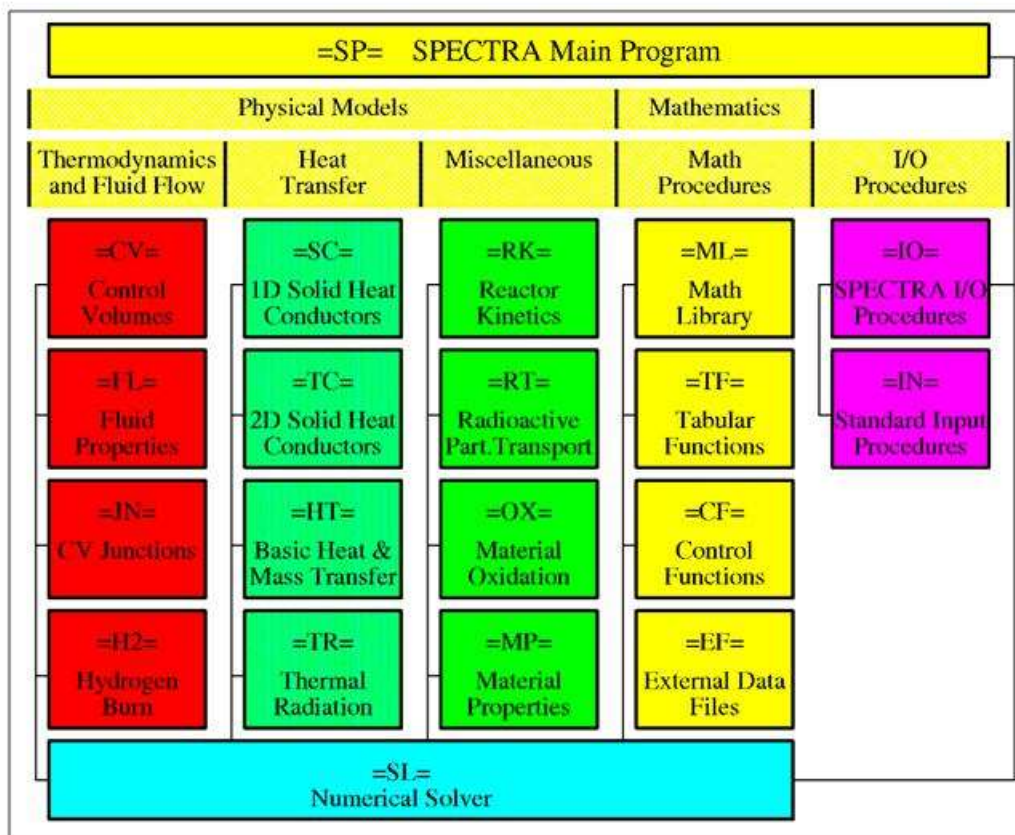 =SP= SPECTRA Main Program
Physical Models
Mathematics
Thermodynamics
and Fluid Flow
Heat
Transfer
Miscellaneous
Math
Procedures
I/O
Procedures
=CV=
Control
Volumes
=SC=
1D Solid Heat
Conductors
=RK=
Reactor
Kinetics
=ML=
Math
Library
=IO=
SPECTRA I/O
Procedures
=FL=
Fluid
Properties
=TC=
2D Solid Heat
Conductors
=RT=
Radioactive
Part.Transport
=TF=
Tabular
Functions
=IN=
Standard Input
Procedures
=JN=
CV Junctions
=HT=
Basic Heat &
Mass Transfer
=OX=
Material
Oxidation
=CF=
Control
Functions
=H2=
Hydrogen
Burn
=TR=
Thermal
Radiation
=MP=
Material
Properties
=EF=
External Data
Files
=SL=
Numerical Solver